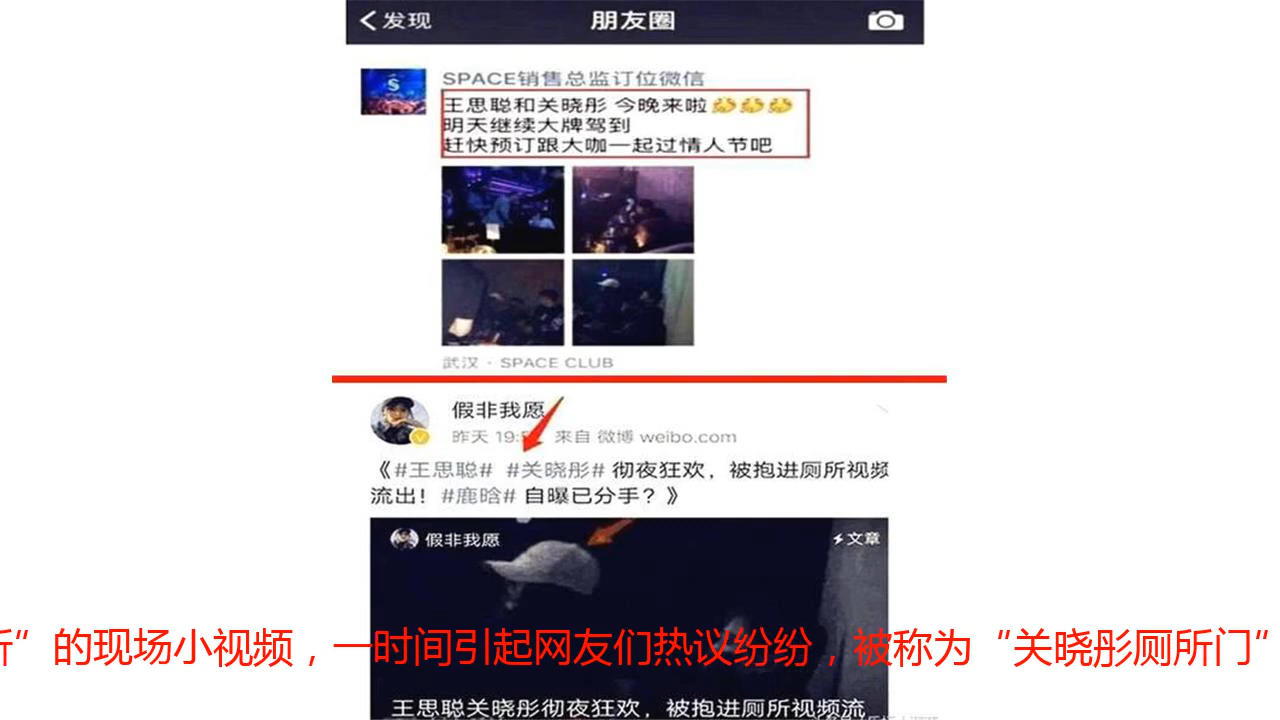 发现
朋友圈
SPACE销售总监订位微信
王思聪和关晓彤 今晚来啦
明天继续大牌驾到
赶快预订跟大咖一起过情人节吧
武汉 · SPACE CLUB
假非我愿
昨天 19:5 来自 微博 weibo.com
《#王思聪# #关晓彤# 彻夜狂欢，被抱进厕所视频
流出！#鹿晗# 自曝已分手？》
假非我愿
文章
”的现场小视频，一时间引起网友们热议纷纷，被称为“关晓彤厕所门”
王思聪关晓彤彻夜狂欢，被抱进厕所视频流